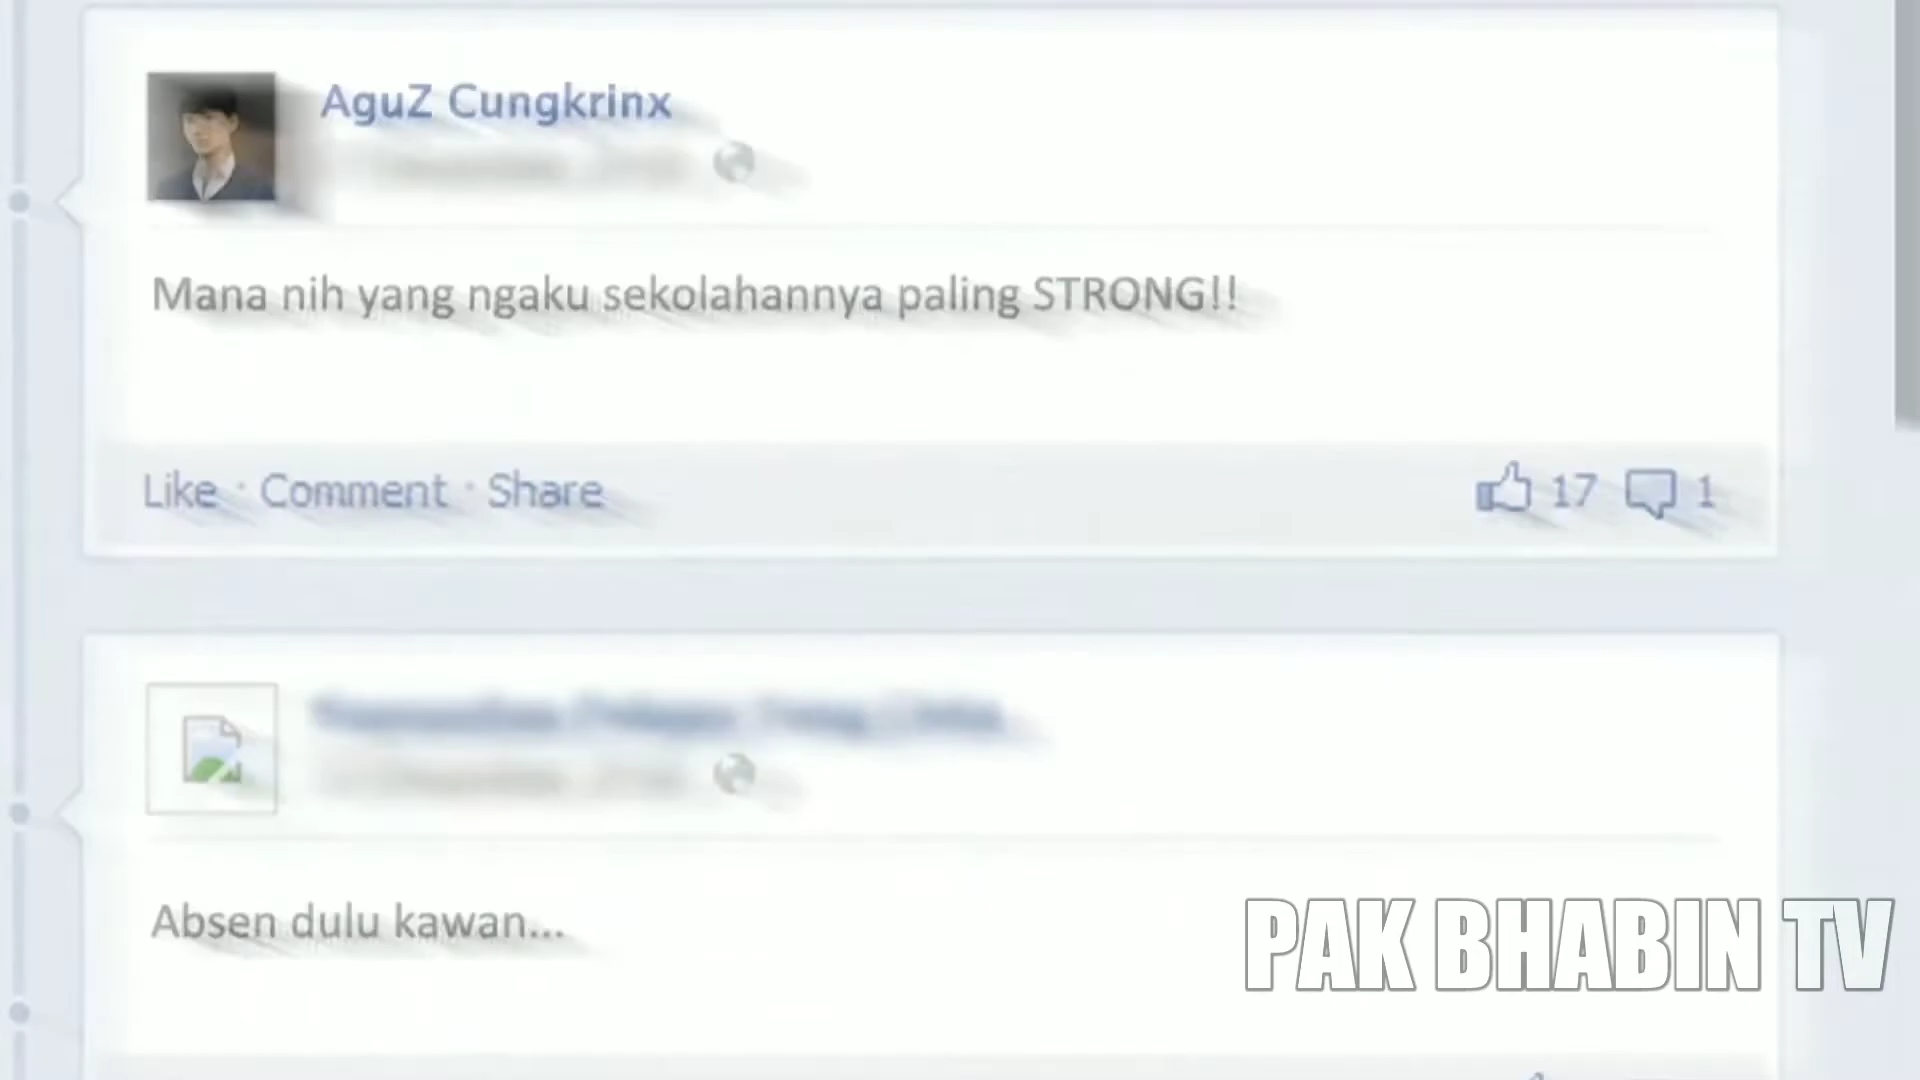 AguZ Cungkrinx
Mana nih yang ngaku sekolahannya paling STRONG!!
Like · Comment · Share
17 1
Absen dulu kawan...
PAK BHABIN TV